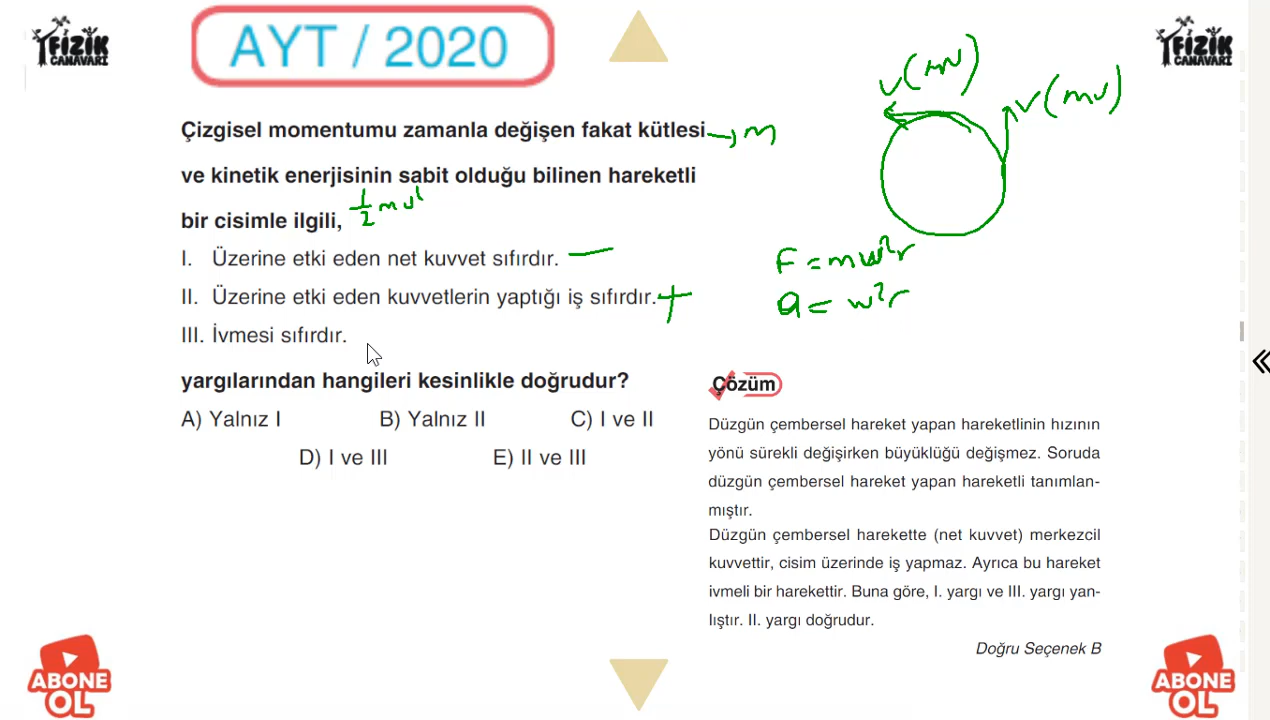 FİZİK
CANAVARI
AYT / 2020
FİZİK
CANAVARI
v(mv)
v(mv)
Çizgisel momentumu zamanla değişen fakat kütlesi → m
ve kinetik enerjisinin sabit olduğu bilinen hareketli
1/2 mv²
bir cisimle ilgili,
I. Üzerine etki eden net kuvvet sıfırdır. —
II. Üzerine etki eden kuvvetlerin yaptığı iş sıfırdır. +
III. İvmesi sıfırdır.
F = mw²r
a = w²r
yargılarından hangileri kesinlikle doğrudur?
A) Yalnız I B) Yalnız II C) I ve II
D) I ve III E) II ve III
Çözüm
Düzgün çembersel hareket yapan hareketlinin hızının
yönü sürekli değişirken büyüklüğü değişmez. Soruda
düzgün çembersel hareket yapan hareketli tanımlan-
mıştır.
Düzgün çembersel harekette (net kuvvet) merkezcil
kuvvettir, cisim üzerinde iş yapmaz. Ayrıca bu hareket
ivmeli bir harekettir. Buna göre, I. yargı ve III. yargı yan-
lıştır. II. yargı doğrudur.
Doğru Seçenek B
ABONE
OL
ABONE
OL